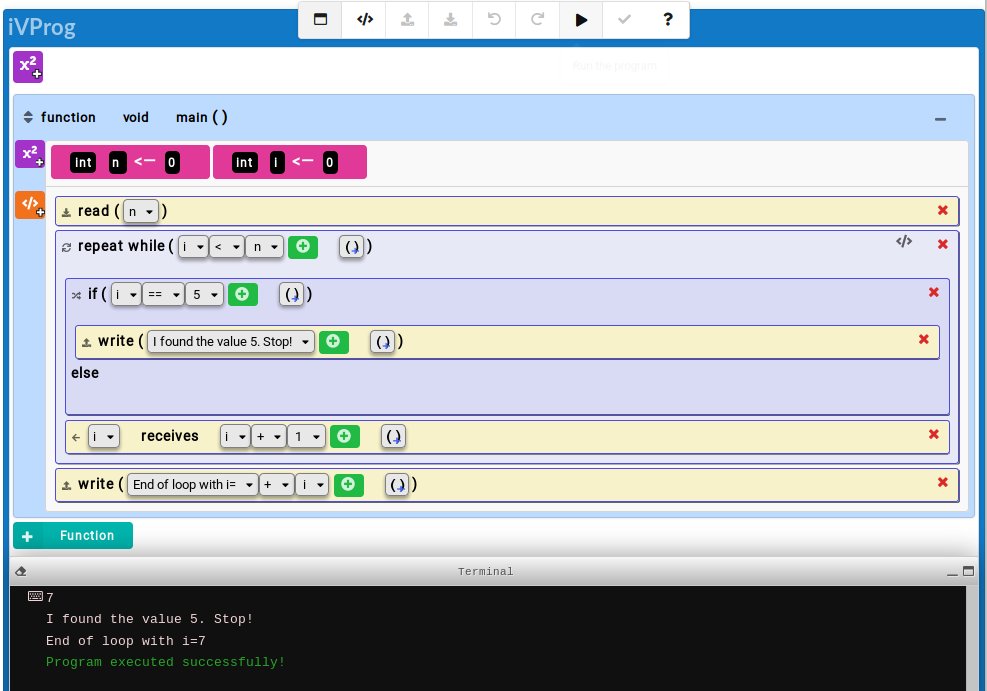 iVProg
</>
Run the program
x²
function void main ( )
x² int n <— 0 int i <— 0
</> read ( n )
repeat while ( i < n ( ) ) </>
if ( i == 5 ( ) )
write ( I found the value 5. Stop! ( ) )
else
i receives i + 1 ( )
write ( End of loop with i= + i ( ) )
+ Function
Terminal
7
I found the value 5. Stop!
End of loop with i=7
Program executed successfully!